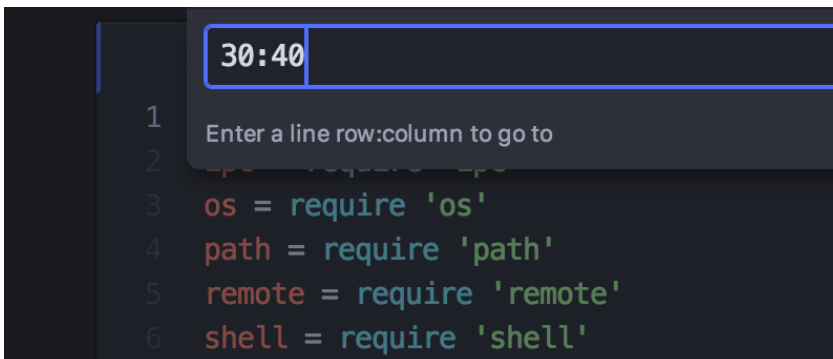 30:40
Enter a line row:column to go to
1
2
3 os = require 'os'
4 path = require 'path'
5 remote = require 'remote'
6 shell = require 'shell'